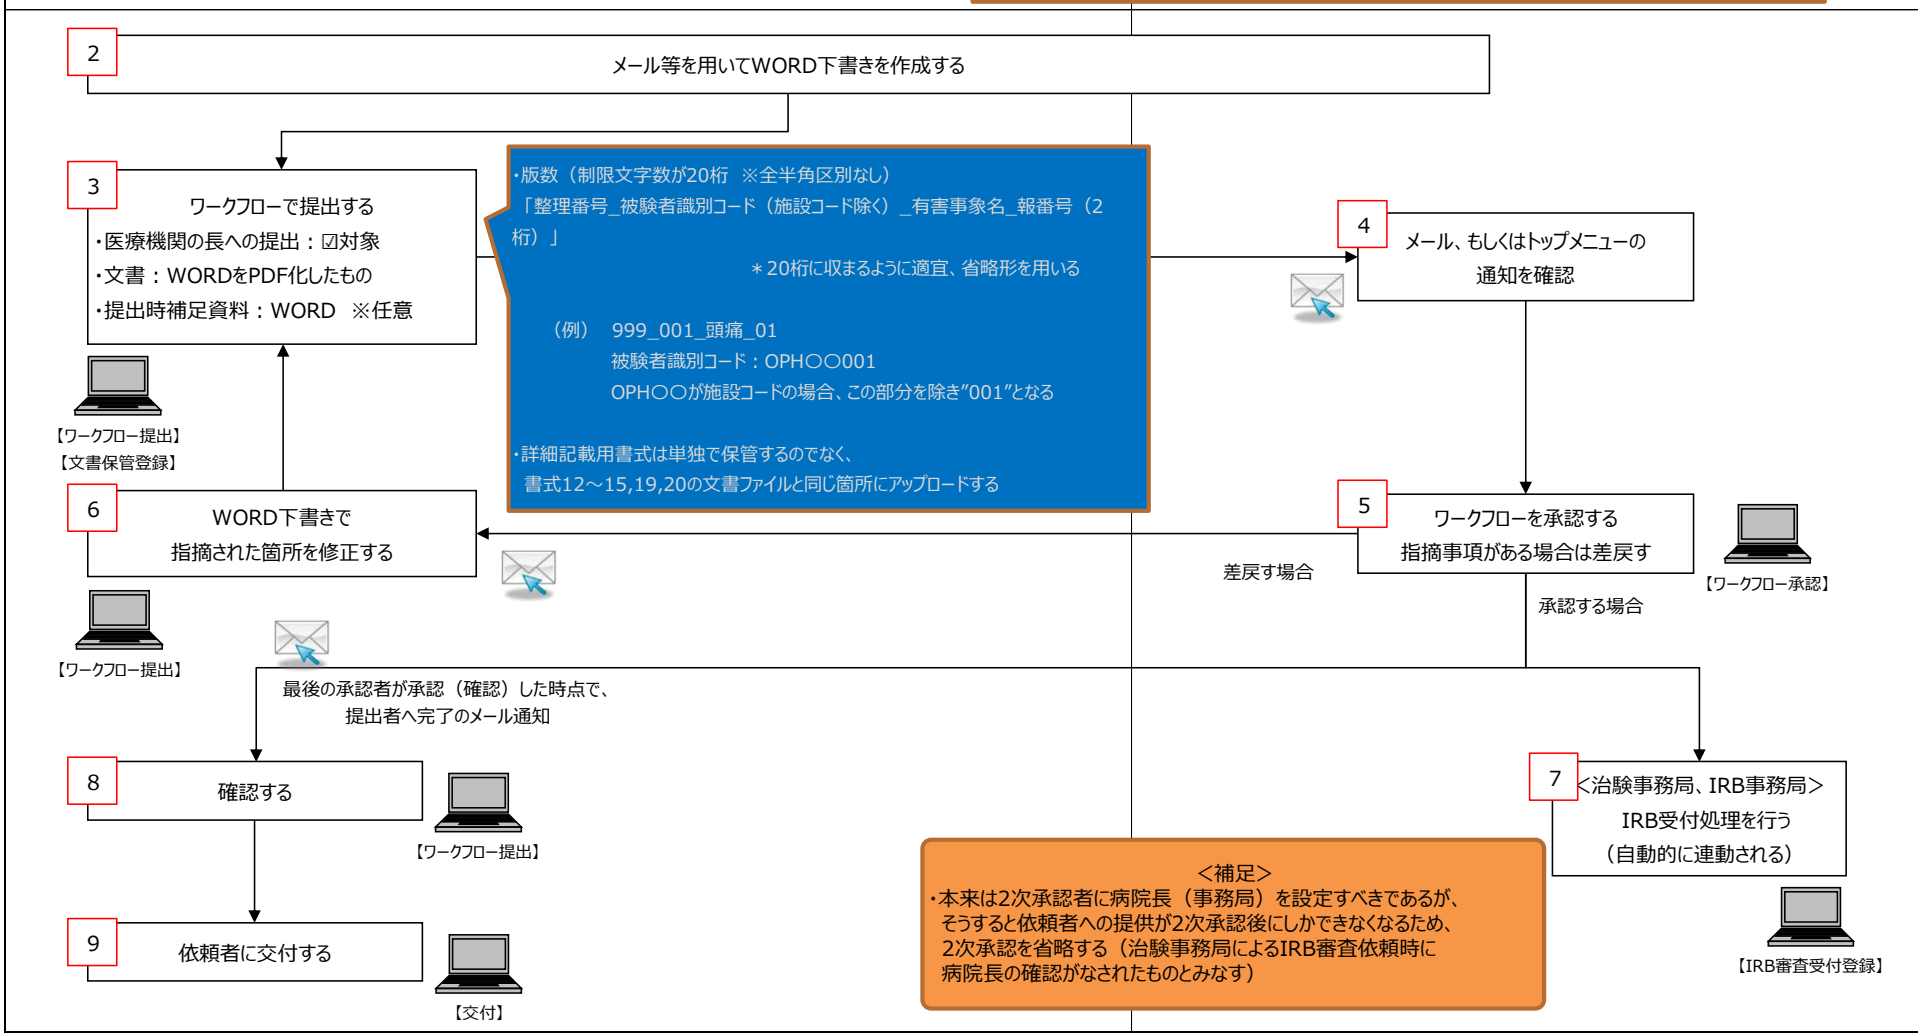 2
メール等を用いてWORD下書きを作成する
3
ワークフローで提出する
・医療機関の長への提出：☑対象
・文書：WORDをPDF化したもの
・提出時補足資料：WORD　※任意
【ワークフロー提出】
【文書保管登録】
・版数（制限文字数が20桁　※全半角区別なし）
「整理番号_被験者識別コード（施設コード除く）_有害事象名_報番号（2
桁）」
＊20桁に収まるように適宜、省略形を用いる
（例）　999_001_頭痛_01
被験者識別コード：OPH○○001
OPH○○が施設コードの場合、この部分を除き”001”となる
・詳細記載用書式は単独で保管するのでなく、
書式12～15,19,20の文書ファイルと同じ箇所にアップロードする
4
メール、もしくはトップメニューの
通知を確認
5
ワークフローを承認する
指摘事項がある場合は差戻す
【ワークフロー承認】
差戻す場合
承認する場合
6
WORD下書きで
指摘された箇所を修正する
【ワークフロー提出】
最後の承認者が承認（確認）した時点で、
提出者へ完了のメール通知
7
＜治験事務局、IRB事務局＞
IRB受付処理を行う
（自動的に連動される）
【IRB審査受付登録】
8
確認する
【ワークフロー提出】
9
依頼者に交付する
【交付】
＜補足＞
・本来は2次承認者に病院長（事務局）を設定すべきであるが、
そうすると依頼者への提供が2次承認後にしかできなくなるため、
2次承認を省略する（治験事務局によるIRB審査依頼時に
病院長の確認がなされたものとみなす）